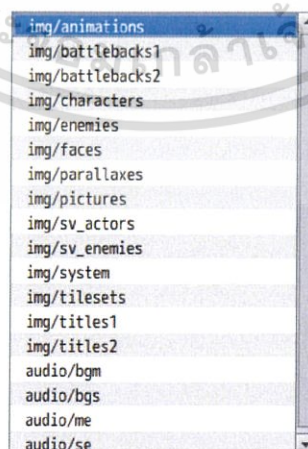 img/animations
img/battlebacks1
img/battlebacks2
img/characters
img/enemies
img/faces
img/parallaxes
img/pictures
img/sv_actors
img/sv_enemies
img/system
img/tilesets
img/titles1
img/titles2
audio/bgm
audio/bgs
audio/me
audio/se